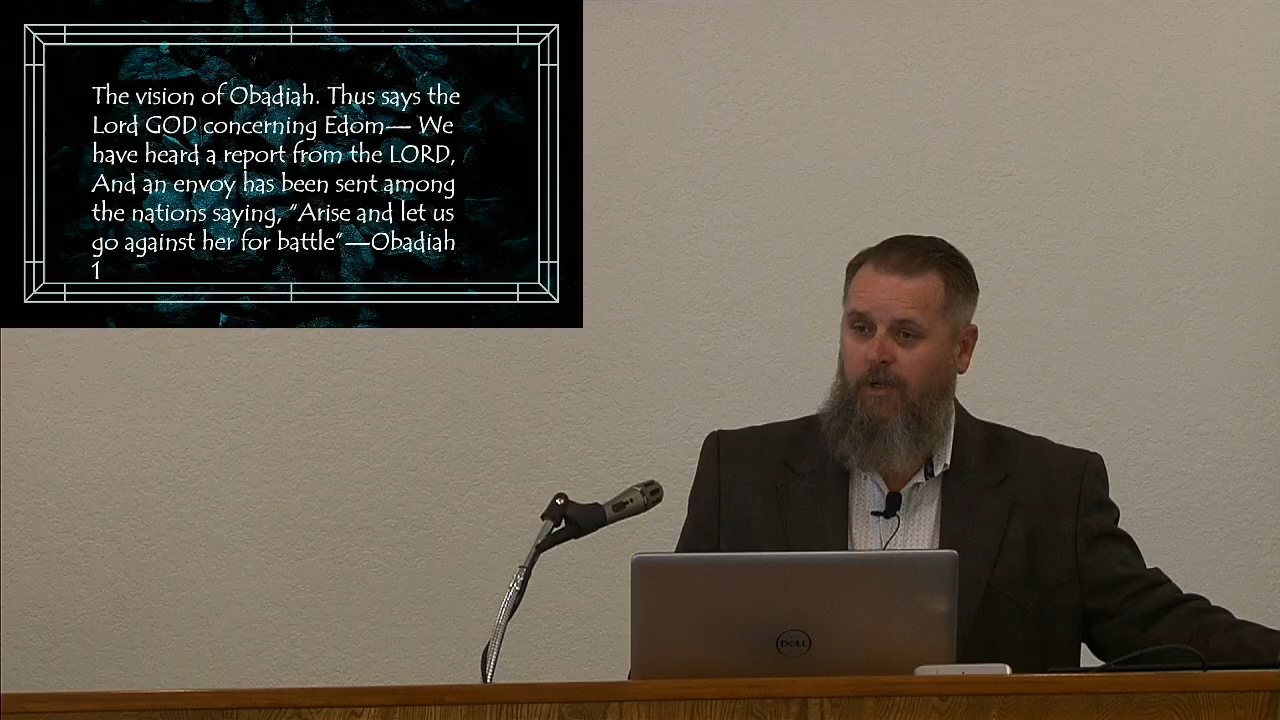 The vision of Obadiah. Thus says the
Lord GOD concerning Edom— We
have heard a report from the LORD,
And an envoy has been sent among
the nations saying, “Arise and let us
go against her for battle”—Obadiah
1
DELL